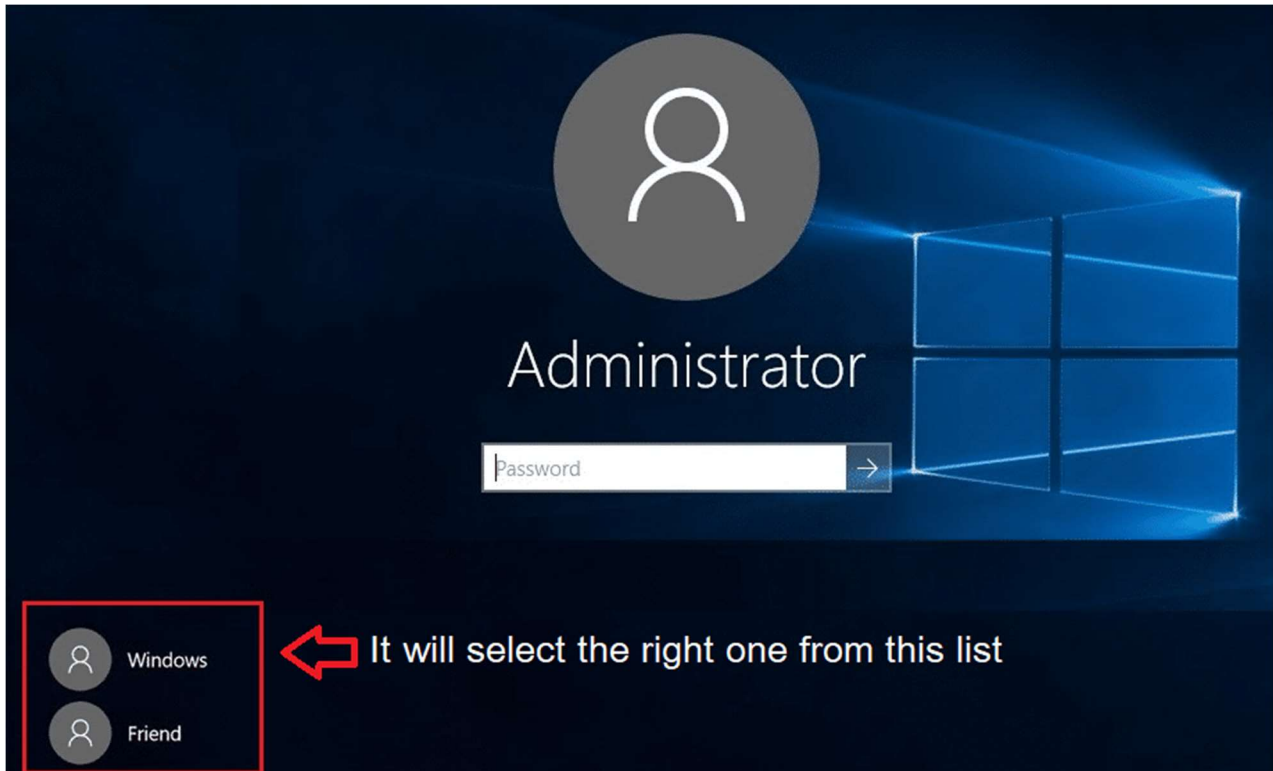 Administrator
Password
Windows
It will select the right one from this list
Friend